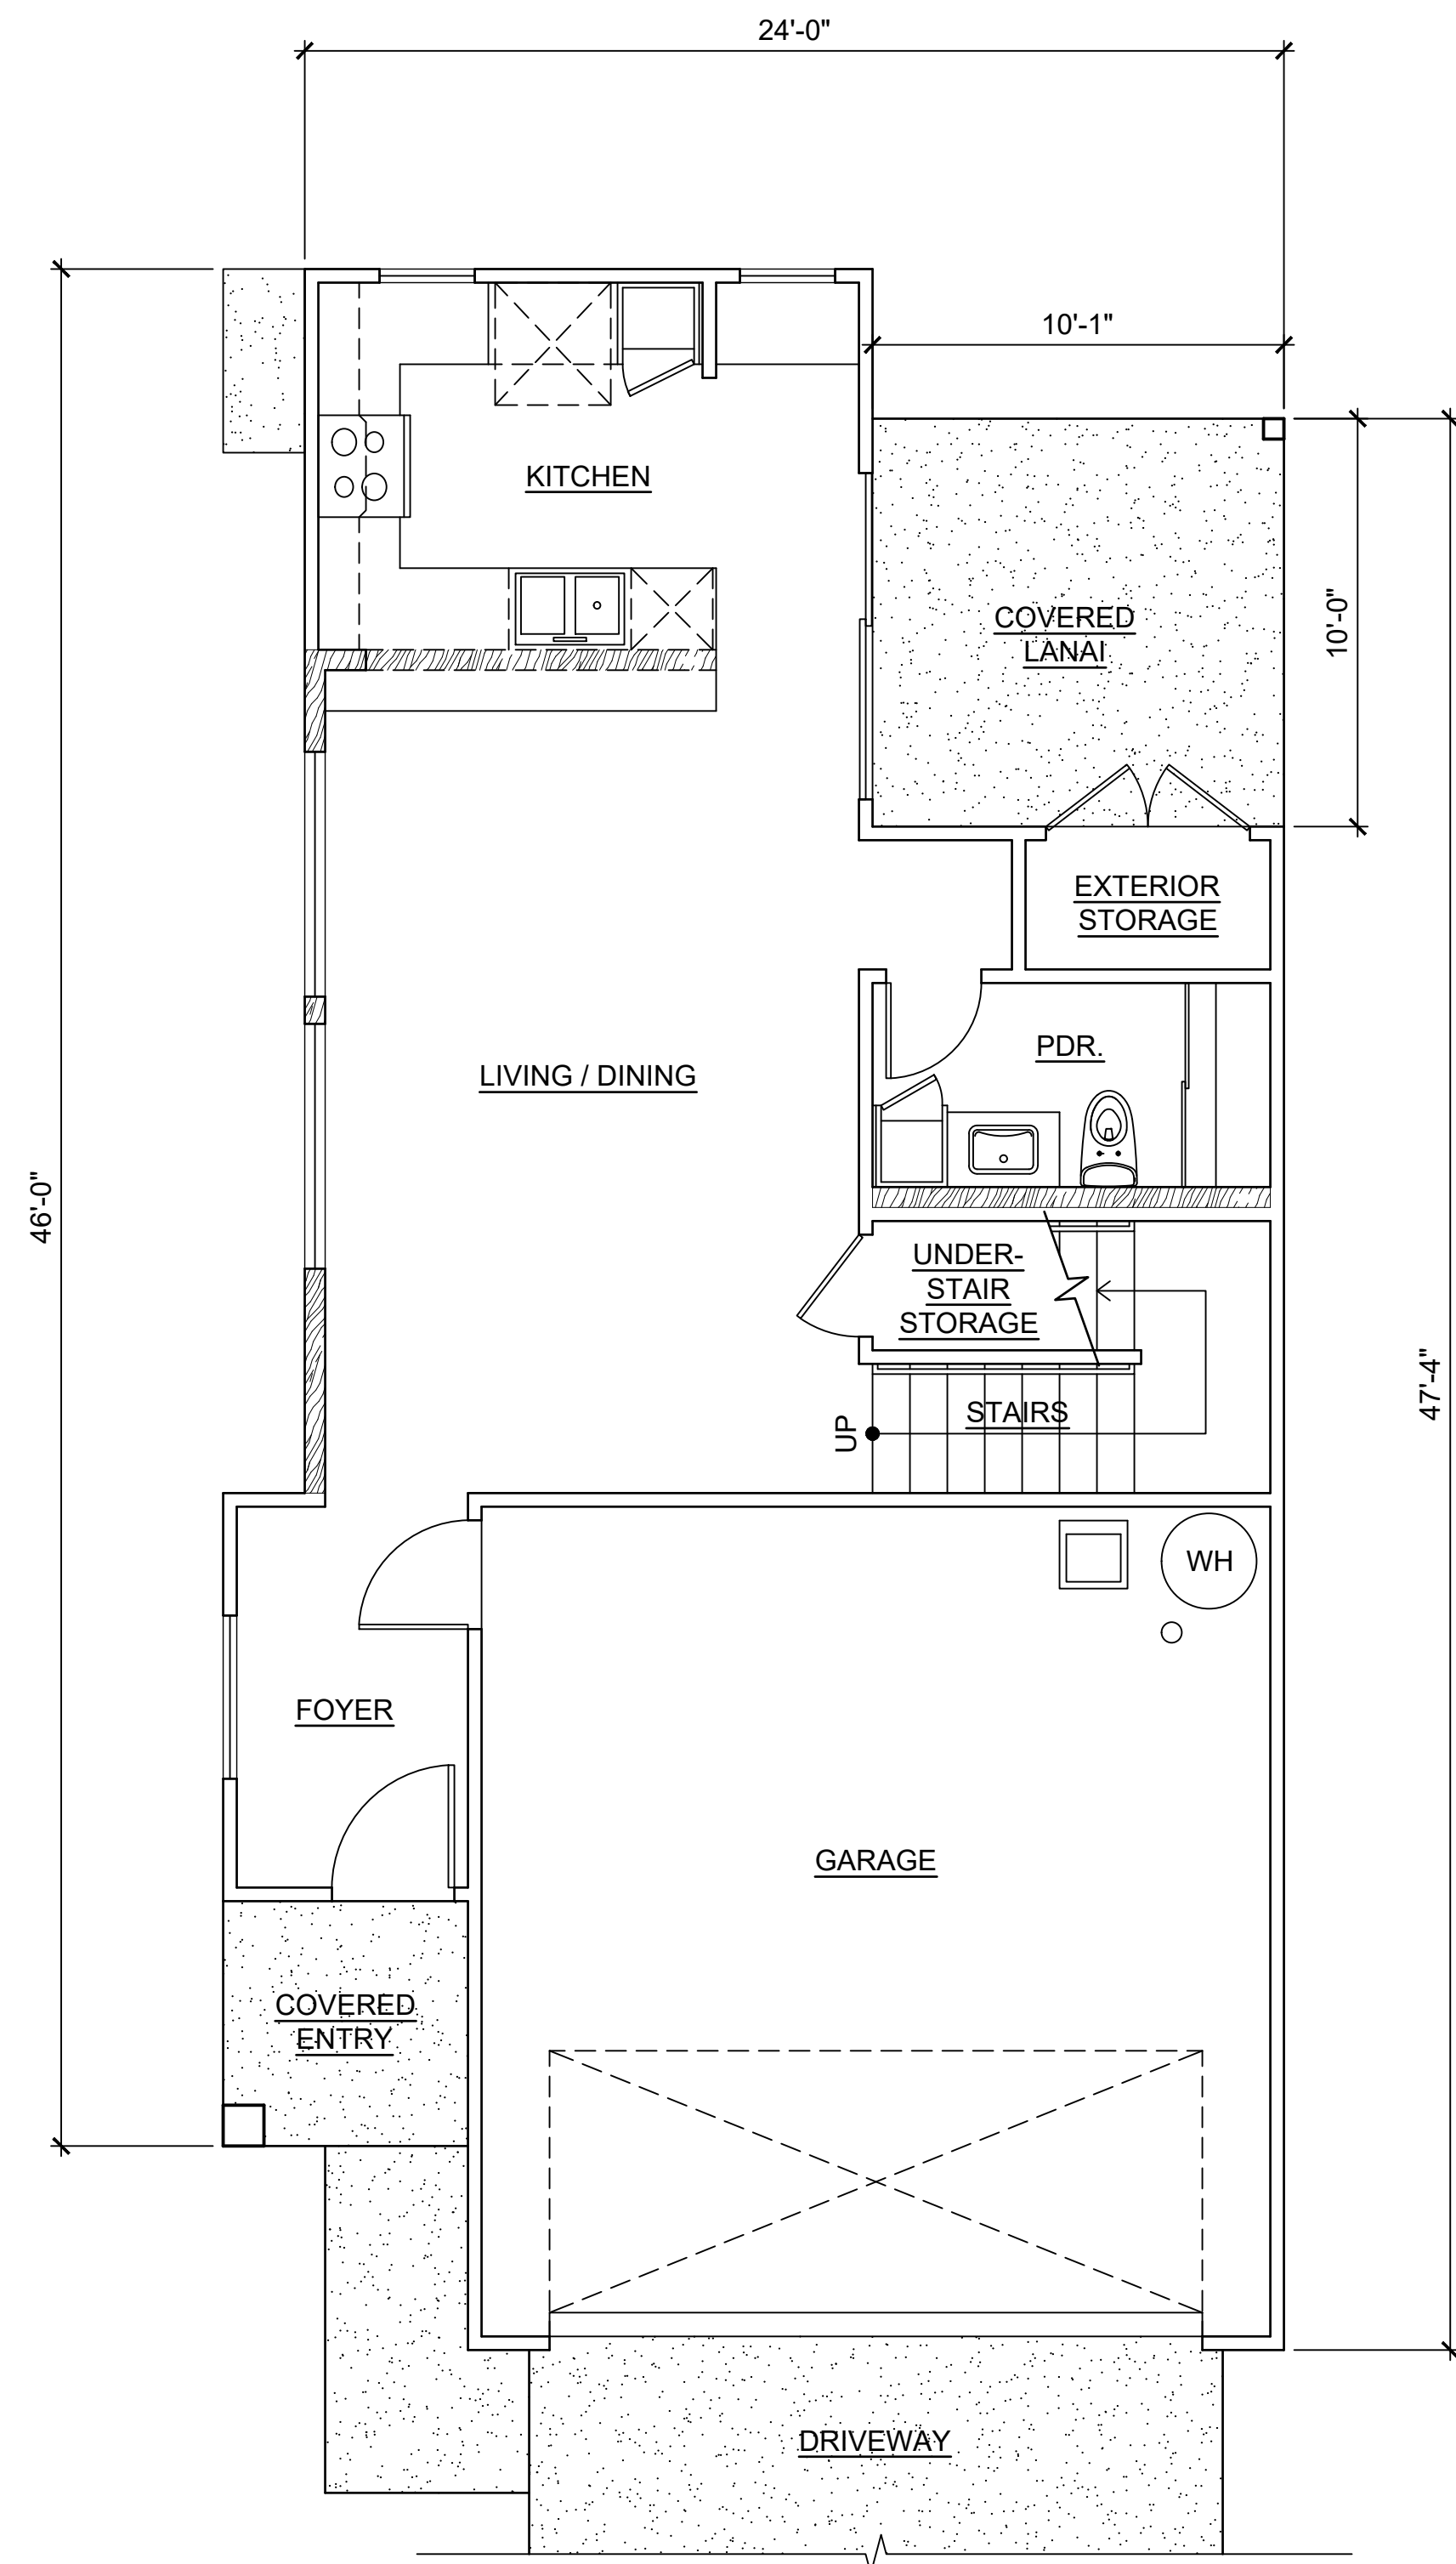 24'-0"
10'-1"
KITCHEN
COVERED
LANAI
10'-0"
EXTERIOR
STORAGE
PDR.
LIVING / DINING
46'-0"
UNDER-
STAIR
STORAGE
47'-4"
STAIRS
UP
WH
FOYER
GARAGE
COVERED
ENTRY
DRIVEWAY